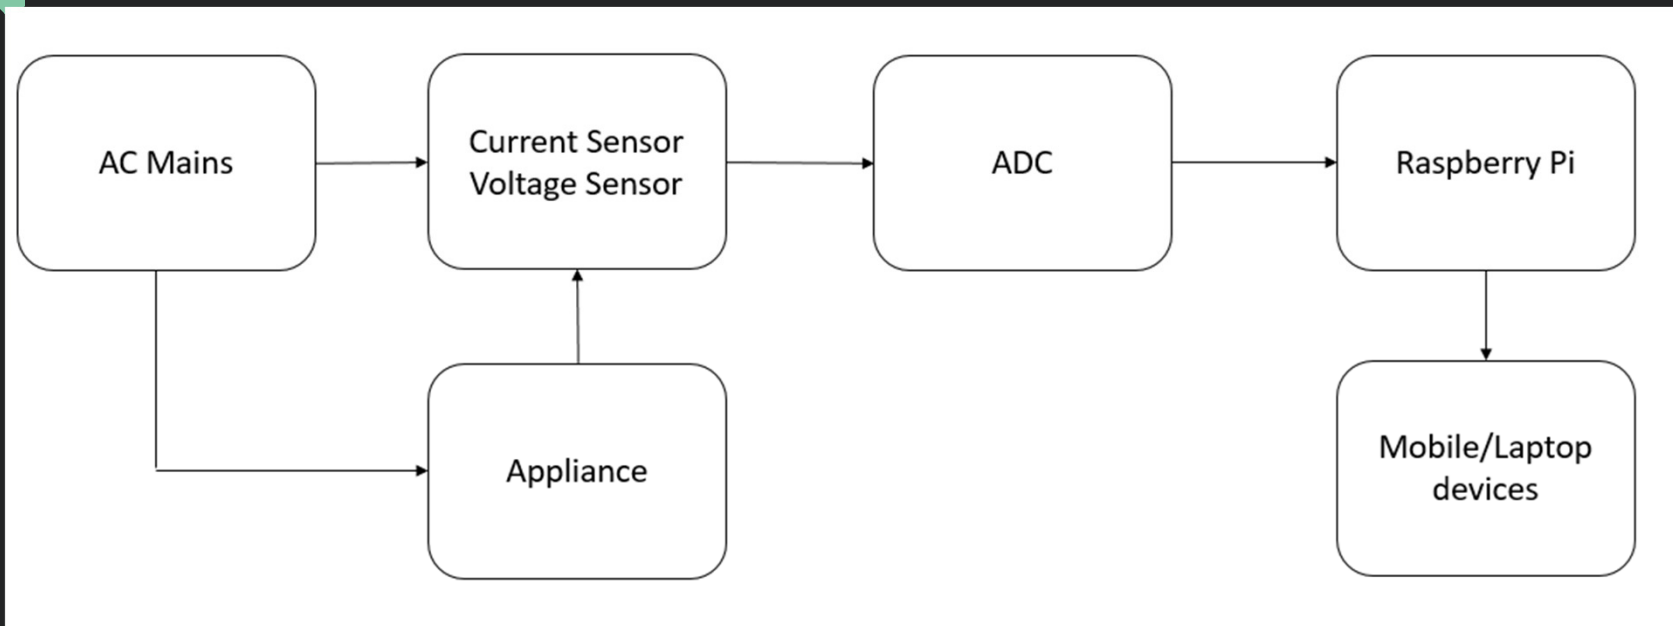 AC Mains
Current Sensor
Voltage Sensor
ADC
Raspberry Pi
Appliance
Mobile/Laptop
devices